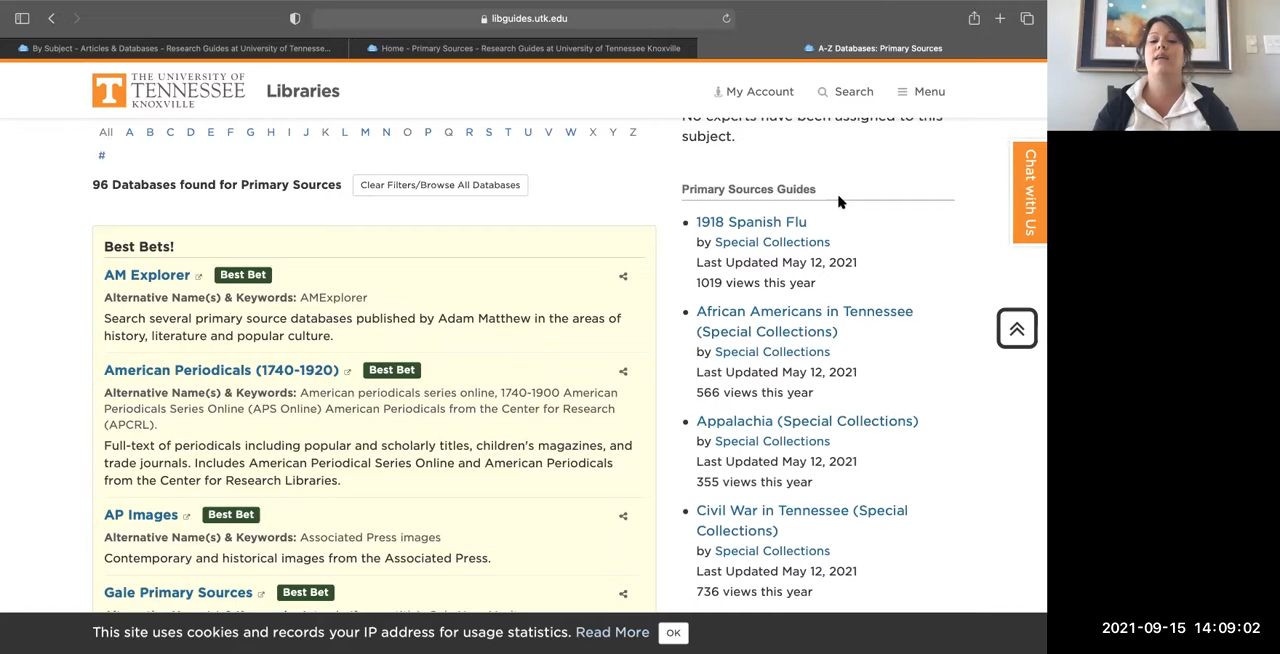 libguides.utk.edu
By Subject - Articles & Databases - Research Guides at University of Tennesse...
Home - Primary Sources - Research Guides at University of Tennessee Knoxville
A-Z Databases: Primary Sources
THE UNIVERSITY OF
TENNESSEE
KNOXVILLE
Libraries
My Account
Search
Menu
All A B C D E F G H I J K L M N O P Q R S T U V W X Y Z
#
96 Databases found for Primary Sources
Clear Filters/Browse All Databases
Best Bets!
AM Explorer Best Bet
Alternative Name(s) & Keywords: AMExplorer
Search several primary source databases published by Adam Matthew in the areas of
history, literature and popular culture.
American Periodicals (1740-1920) Best Bet
Alternative Name(s) & Keywords: American periodicals series online, 1740-1900 American
Periodicals Series Online (APS Online) American Periodicals from the Center for Research
(APCRL).
Full-text of periodicals including popular and scholarly titles, children's magazines, and
trade journals. Includes American Periodical Series Online and American Periodicals
from the Center for Research Libraries.
AP Images Best Bet
Alternative Name(s) & Keywords: Associated Press images
Contemporary and historical images from the Associated Press.
Gale Primary Sources Best Bet
No experts have been assigned to this
subject.
Primary Sources Guides
1918 Spanish Flu
by Special Collections
Last Updated May 12, 2021
1019 views this year
African Americans in Tennessee
(Special Collections)
by Special Collections
Last Updated May 12, 2021
566 views this year
Appalachia (Special Collections)
by Special Collections
Last Updated May 12, 2021
355 views this year
Civil War in Tennessee (Special
Collections)
by Special Collections
Last Updated May 12, 2021
736 views this year
Chat with Us
This site uses cookies and records your IP address for usage statistics. Read More OK
2021-09-15 14:09:02